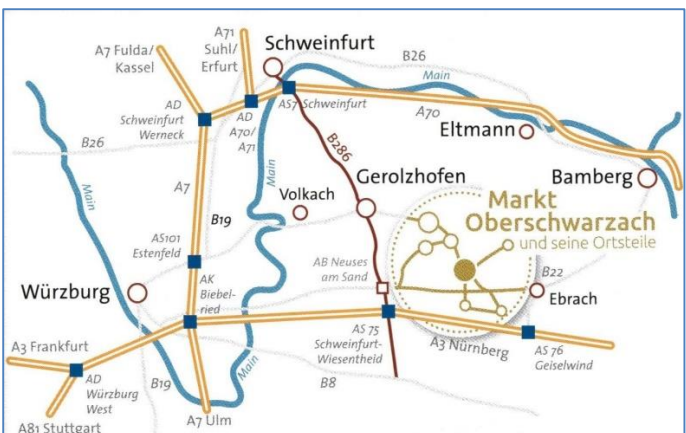 A71
Suhl/
Erfurt
A7 Fulda/
Kassel
Schweinfurt
B26
Main
Main
AD
Schweinfurt
Werneck
AD
A70/
A71
AS7 Schweinfurt
A70
Eltmann
B26
B286
Main
Main
A7
B19
Volkach
Gerolzhofen
Bamberg
Markt
Oberschwarzach
und seine Ortsteile
AS101
Estenfeld
AB Neuses
am Sand
B22
Ebrach
Würzburg
AK
Biebel-
ried
AS 75
Schweinfurt-
Wiesentheid
A3 Nürnberg
AS 76
Geiselwind
A3 Frankfurt
AD
Würzburg
West
B19
Main
B8
A7 Ulm
A81 Stuttgart